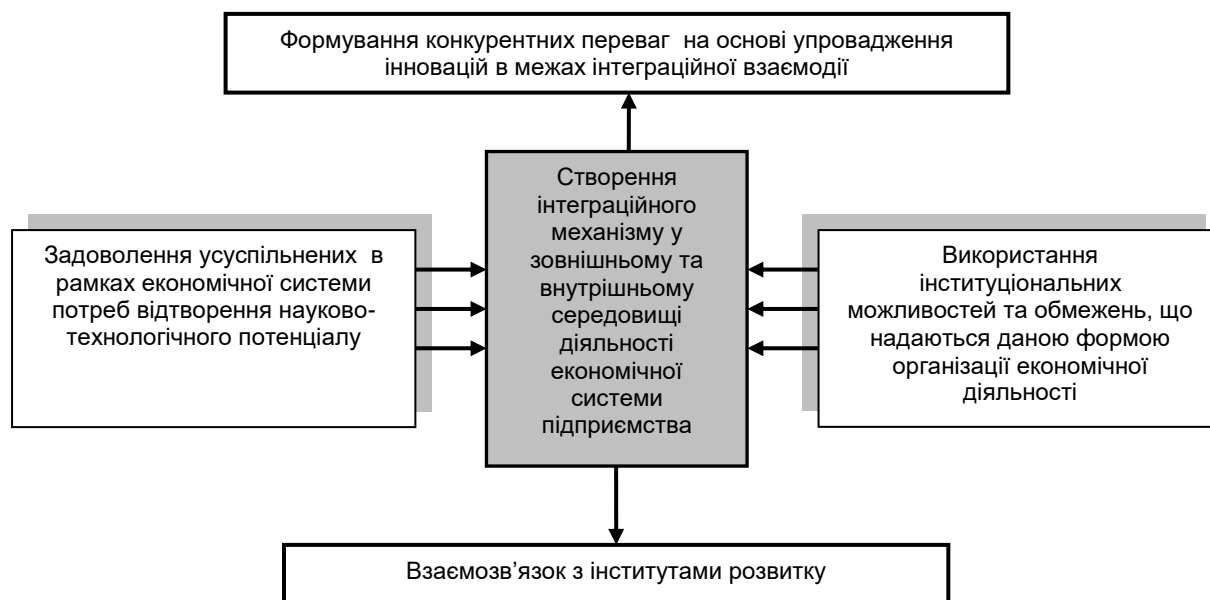 Формування конкурентних переваг на основі упровадження
інновацій в межах інтеграційної взаємодії
Задоволення усуспільнених в
рамках економічної системи
потреб відтворення науково-
технологічного потенціалу
Створення
інтеграційного
механізму у
зовнішньому та
внутрішньому
середовищі
діяльності
економічної
системи
підприємства
Використання
інституціональних
можливостей та обмежень, що
надаються даною формою
організації економічної
діяльності
Взаємозв'язок з інститутами розвитку